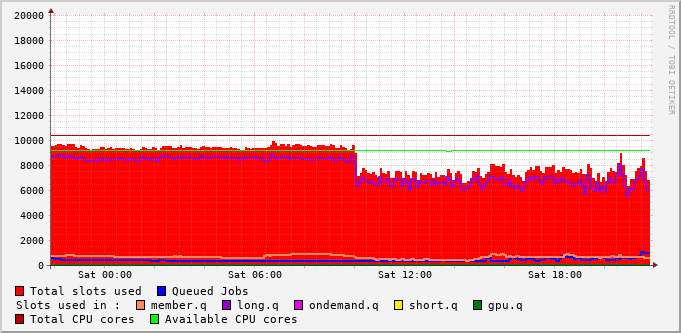 20000
18000
16000
14000
12000
10000
8000
6000
4000
2000
0
Sat 00:00 Sat 06:00 Sat 12:00 Sat 18:00
RRDTOOL / TOBI OETIKER
Total slots used Queued Jobs
Slots used in : member.q long.q ondemand.q short.q gpu.q
Total CPU cores Available CPU cores